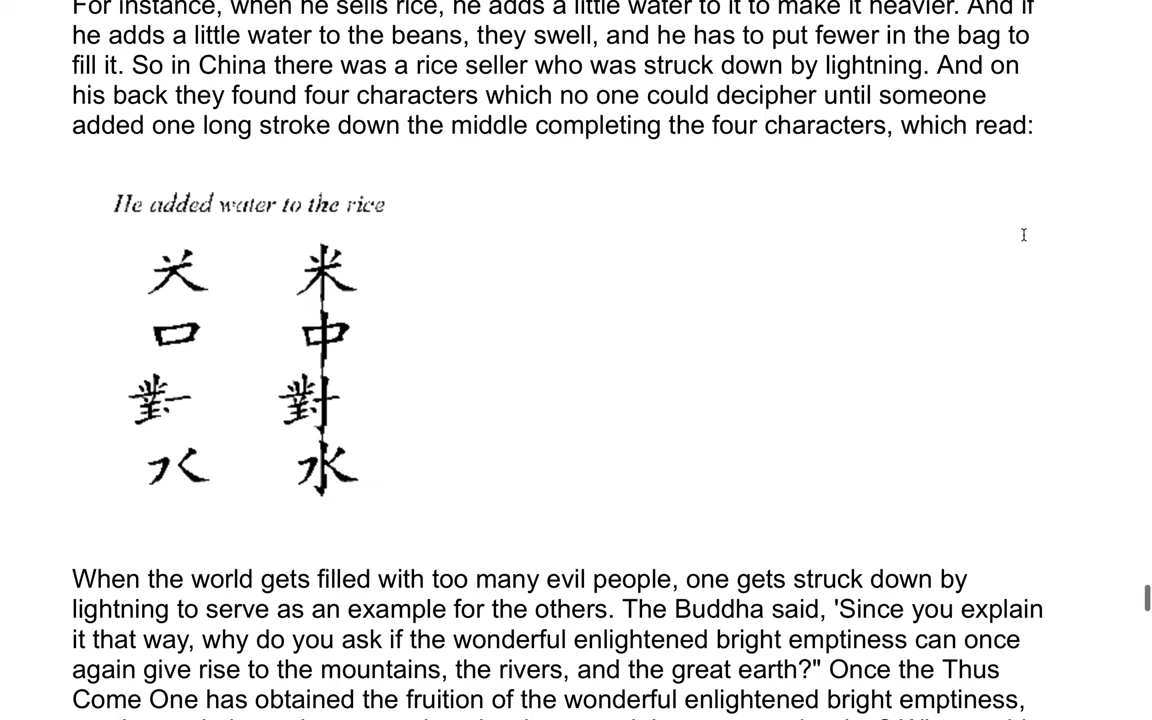 For instance, when he sells rice, he adds a little water to it to make it heavier. And if
he adds a little water to the beans, they swell, and he has to put fewer in the bag to
fill it. So in China there was a rice seller who was struck down by lightning. And on
his back they found four characters which no one could decipher until someone
added one long stroke down the middle completing the four characters, which read:
He added water to the rice
米
口 中
對
水
When the world gets filled with too many evil people, one gets struck down by
lightning to serve as an example for the others. The Buddha said, 'Since you explain
it that way, why do you ask if the wonderful enlightened bright emptiness can once
again give rise to the mountains, the rivers, and the great earth?" Once the Thus
Come One has obtained the fruition of the wonderful enlightened bright emptiness,